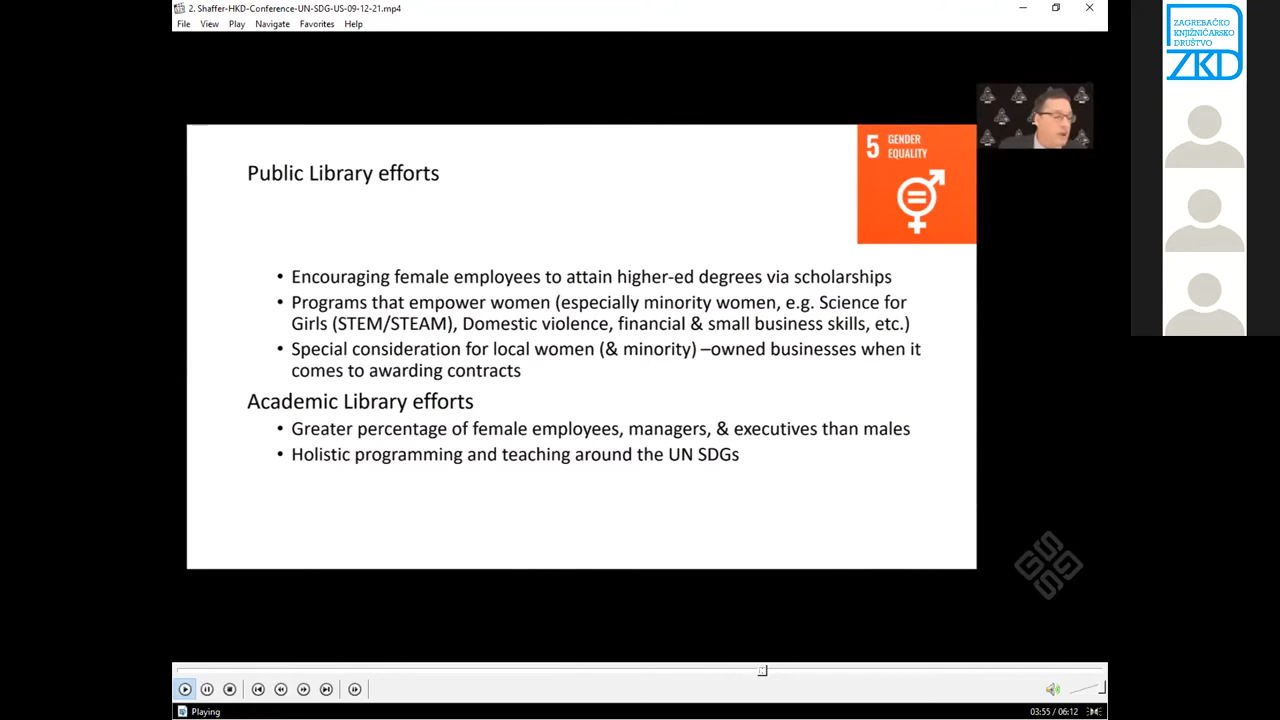 2. Shaffer-HKD-Conference-UN-SDG-US-09-12-21.mp4
File View Play Navigate Favorites Help
ZAGREBAČKO
KNJIŽNIČARSKO
DRUŠTVO
ZKD
5 GENDER
EQUALITY
Public Library efforts
• Encouraging female employees to attain higher-ed degrees via scholarships
• Programs that empower women (especially minority women, e.g. Science for
Girls (STEM/STEAM), Domestic violence, financial & small business skills, etc.)
• Special consideration for local women (& minority) –owned businesses when it
comes to awarding contracts
Academic Library efforts
• Greater percentage of female employees, managers, & executives than males
• Holistic programming and teaching around the UN SDGs
Playing
03:55 / 06:12